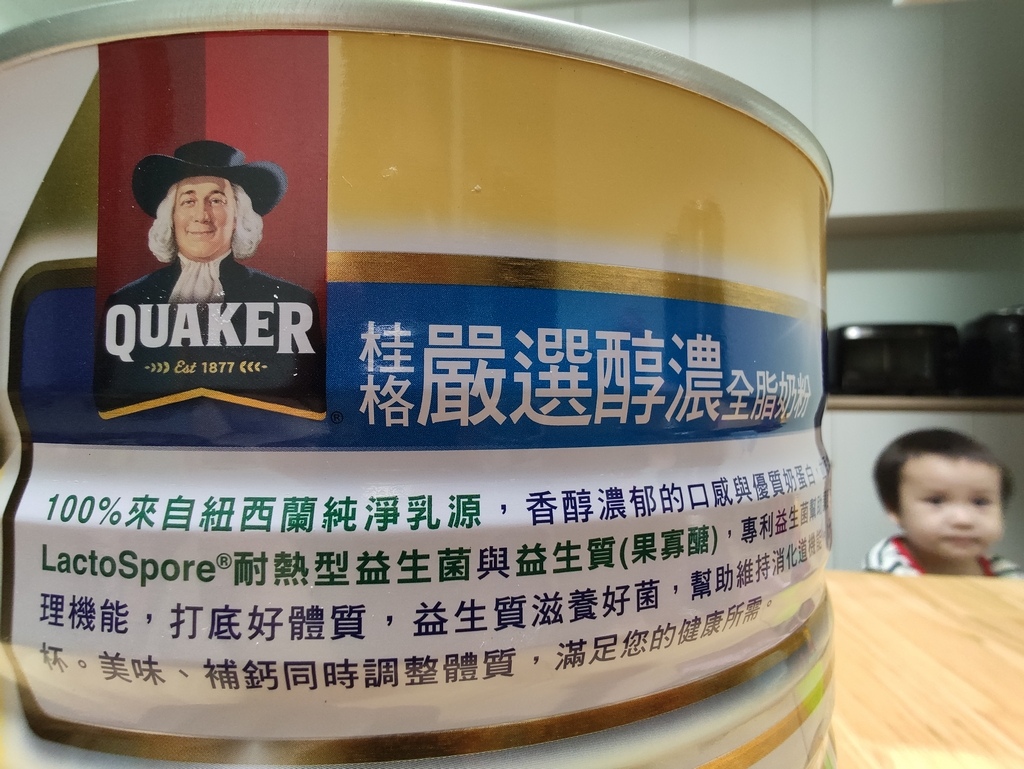 QUAKER
Est 1877
®
桂格
嚴選醇濃全脂奶粉
100%來自紐西蘭純淨乳源，香醇濃郁的口感與優質奶蛋白，
LactoSpore®耐熱型益生菌與益生質(果寡醣)，專利益生菌幫助
理機能，打底好體質，益生質滋養好菌，幫助維持消化道機能
杯。美味、補鈣同時調整體質，滿足您的健康所需。